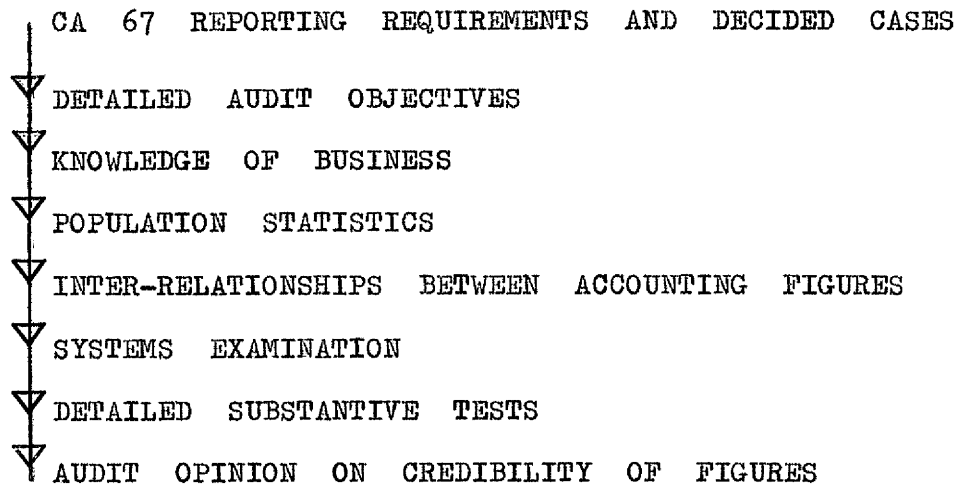 CA 67 REPORTING REQUIREMENTS AND DECIDED CASES
DETAILED AUDIT OBJECTIVES
KNOWLEDGE OF BUSINESS
POPULATION STATISTICS
INTER-RELATIONSHIPS BETWEEN ACCOUNTING FIGURES
SYSTEMS EXAMINATION
DETAILED SUBSTANTIVE TESTS
AUDIT OPINION ON CREDIBILITY OF FIGURES